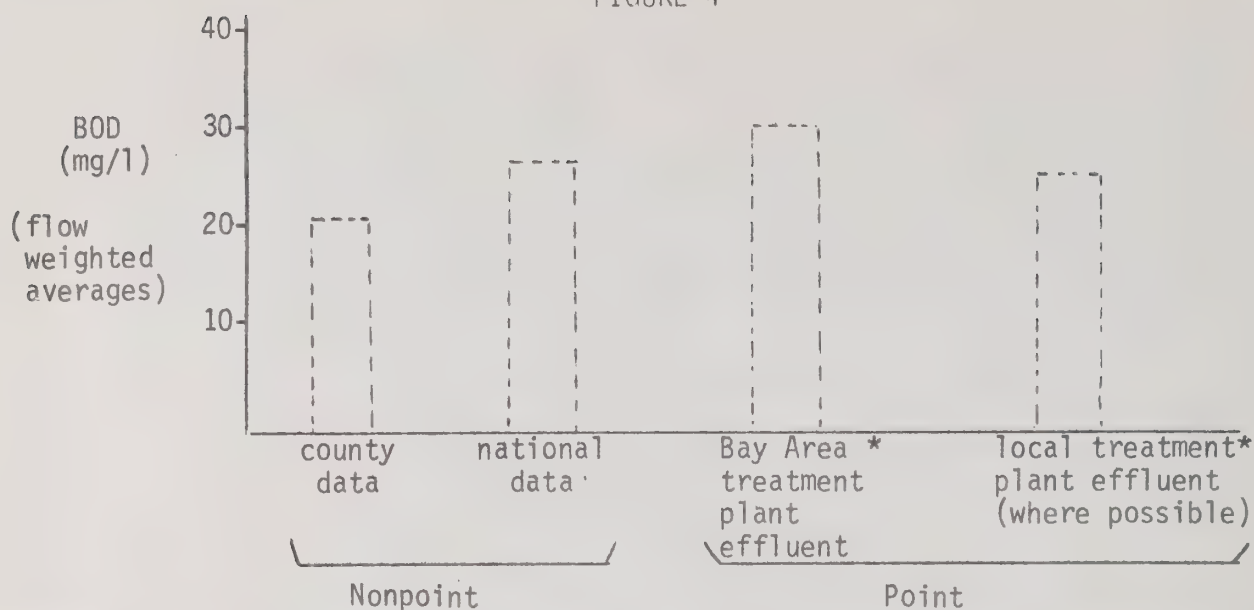 FIGURE
40
BOD
(mg/l)
30
(flow
weighted
averages)
20
10
county
data
national
data
Bay Area *
treatment
plant
effluent
local treatment*
plant effluent
(where possible)
Nonpoint
Point